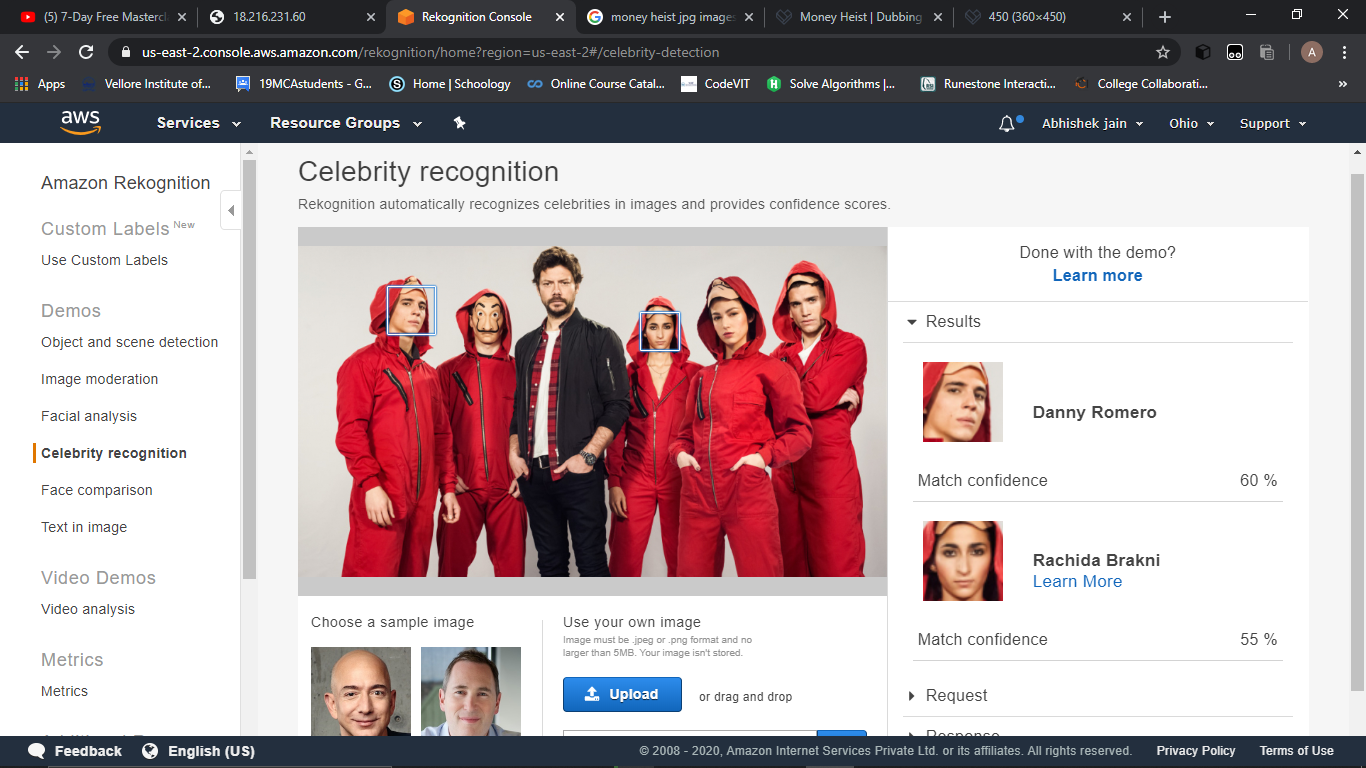 (5) 7-Day Free Mastercl
18.216.231.60
Rekognition Console
money heist jpg images
Money Heist | Dubbing
450 (360×450)
us-east-2.console.aws.amazon.com/rekognition/home?region=us-east-2#/celebrity-detection
A
Apps
Vellore Institute of...
19MCAstudents - G...
Home | Schoology
Online Course Catal...
CodeVIT
Solve Algorithms |...
Runestone Interacti...
College Collaborati...
»
aws
Services
Resource Groups
Abhishek jain
Ohio
Support
Amazon Rekognition
Custom Labels New
Use Custom Labels
Demos
Object and scene detection
Image moderation
Facial analysis
Celebrity recognition
Face comparison
Text in image
Video Demos
Video analysis
Metrics
Metrics
Celebrity recognition
Rekognition automatically recognizes celebrities in images and provides confidence scores.
Choose a sample image
Use your own image
Image must be .jpeg or .png format and no
larger than 5MB. Your image isn't stored.
Upload
or drag and drop
Done with the demo?
Learn more
Results
Danny Romero
Match confidence 60 %
Rachida Brakni
Learn More
Match confidence 55 %
Request
Response
Feedback
English (US)
© 2008 - 2020, Amazon Internet Services Private Ltd. or its affiliates. All rights reserved.
Privacy Policy
Terms of Use